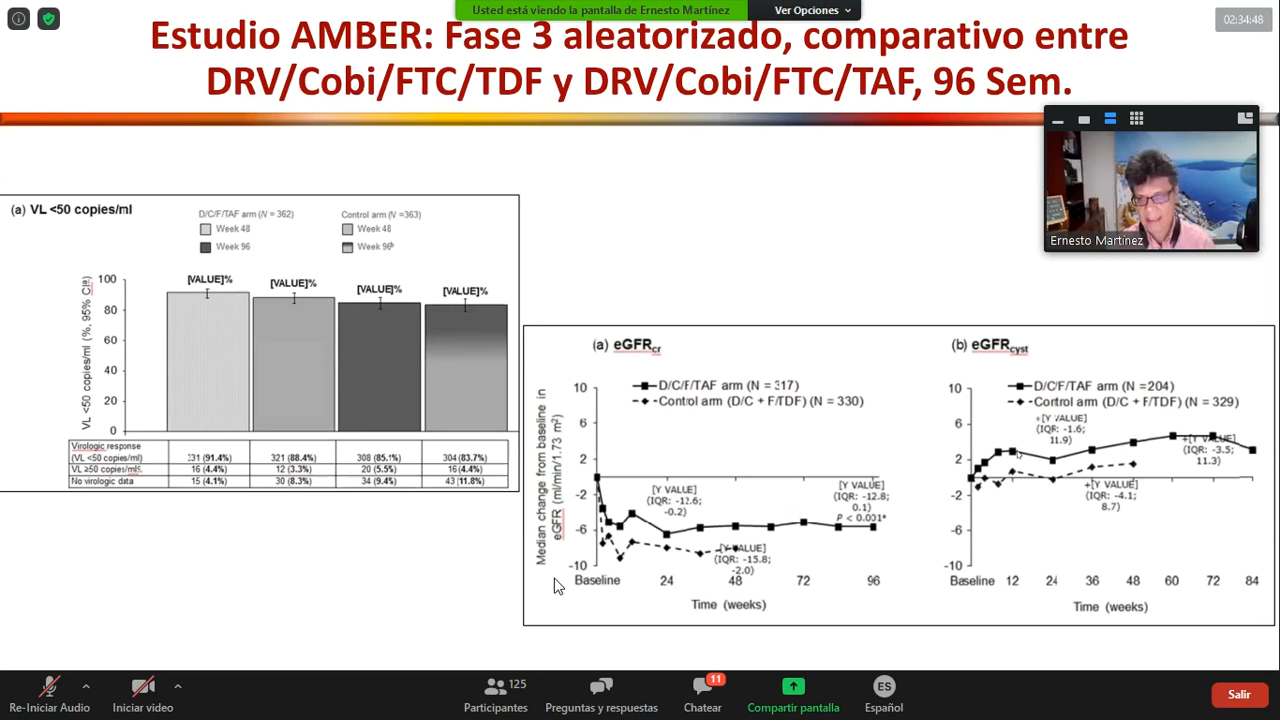 Usted está viendo la pantalla de Ernesto Martínez
Ver Opciones
02:34:48
Estudio AMBER: Fase 3 aleatorizado, comparativo entre
DRV/Cobi/FTC/TDF y DRV/Cobi/FTC/TAF, 96 Sem.
Ernesto Martínez
(a) VL <50 copies/ml
D/C/F/TAF arm (N = 362)
Control arm (N =363)
Week 48
Week 48
Week 96
Week 96
VL <50 copies/ml (%, 95% CI)
100
80
60
40
20
0
[VALUE]%
[VALUE]%
[VALUE]%
[VALUE]%
Virologic response
(VL <50 copies/ml) 331 (91.4%) 321 (88.4%) 308 (85.1%) 304 (83.7%)
VL ≥50 copies/ml 16 (4.4%) 12 (3.3%) 20 (5.5%) 16 (4.4%)
No virologic data 15 (4.1%) 30 (8.3%) 34 (9.4%) 43 (11.8%)
(a) eGFRcr
D/C/F/TAF arm (N = 317)
Control arm (D/C + F/TDF) (N = 330)
Median change from baseline in
eGFR (ml/min/1.73 m²)
10
6
2
-2
-6
-10
[Y VALUE]
(IQR: -12.6;
-0.2)
[Y VALUE]
(IQR: -12.8;
0.1)
P < 0.001*
[Y VALUE]
(IQR: -15.8;
-2.0)
Baseline 24 48 72 96
Time (weeks)
(b) eGFRcyst
D/C/F/TAF arm (N =204)
Control arm (D/C + F/TDF) (N = 329)
10
6
2
-2
-6
-10
+[Y VALUE]
(IQR: -1.6;
11.9)
+[Y VALUE]
(IQR: -3.5;
11.3)
+[Y VALUE]
(IQR: -4.1;
8.7)
Baseline 12 24 36 48 60 72 84
Time (weeks)
Re-Iniciar Audio
Iniciar video
125
Participantes
Preguntas y respuestas
11
Chatear
Compartir pantalla
ES
Español
Salir